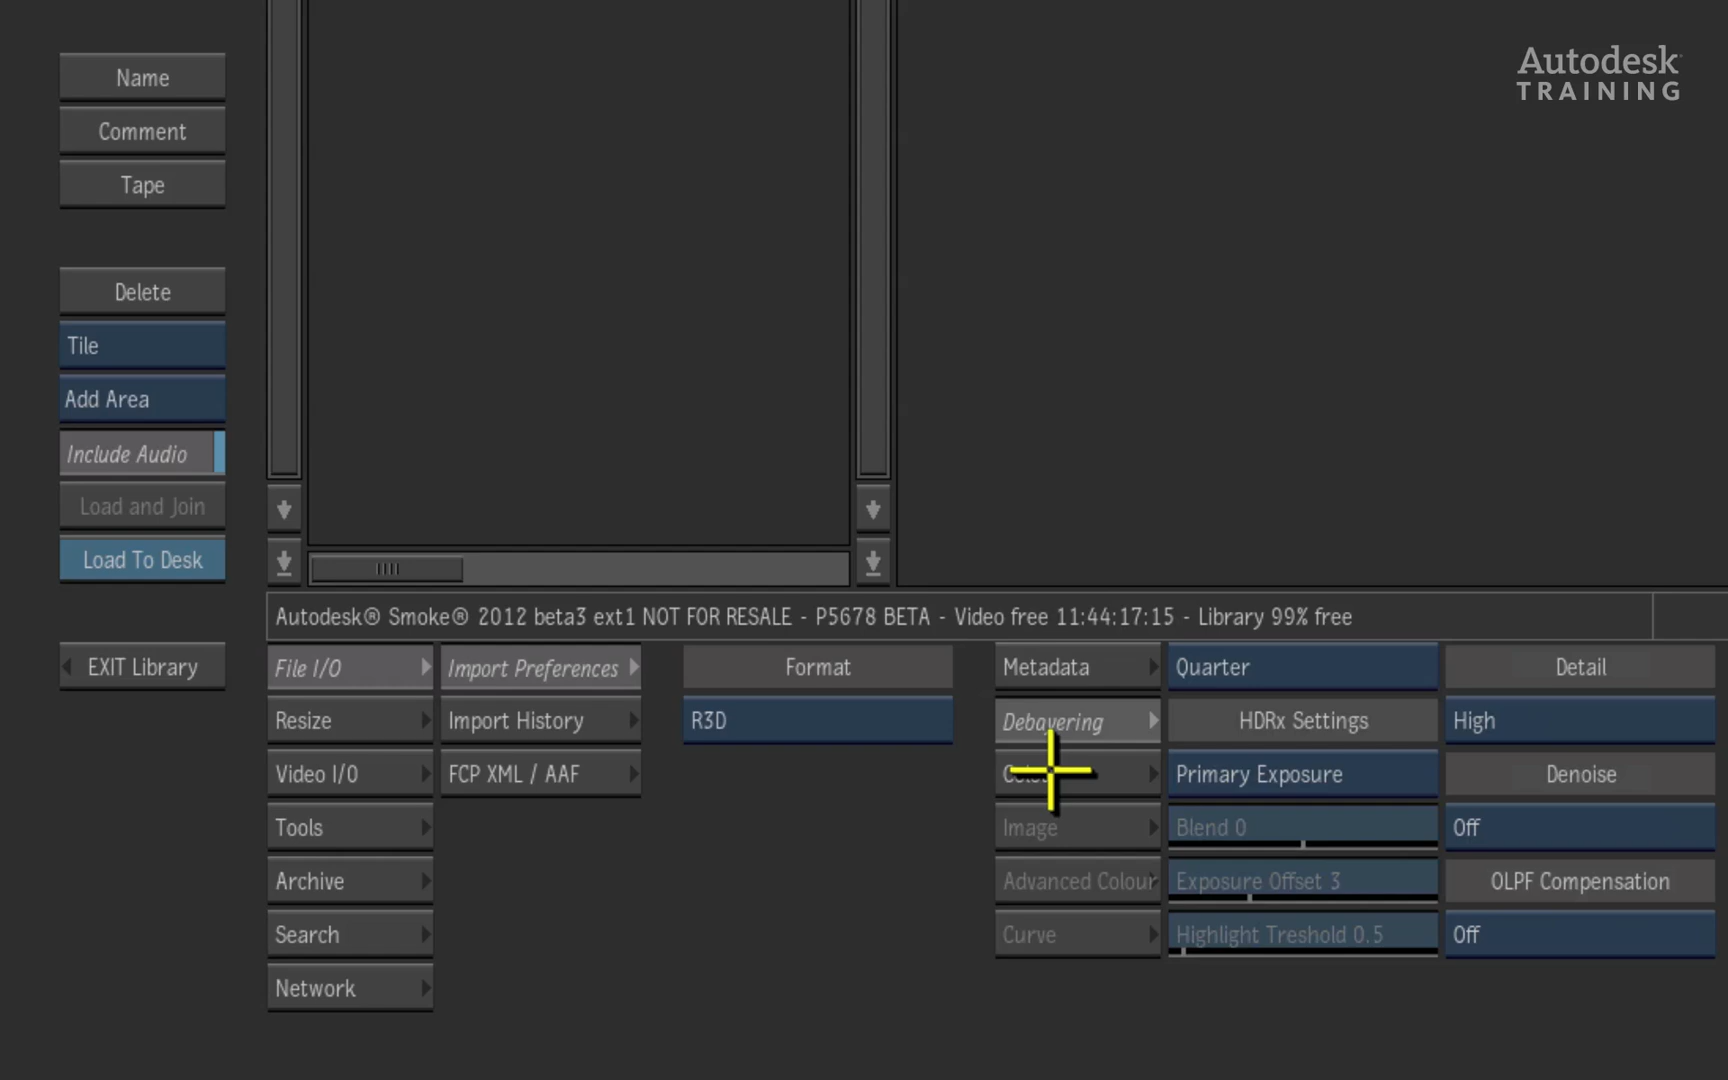 Autodesk
TRAINING
Name
Comment
Tape
Delete
Tile
Add Area
Include Audio
Load and Join
Load To Desk
EXIT Library
Autodesk® Smoke® 2012 beta3 ext1 NOT FOR RESALE - P5678 BETA - Video free 11:44:17:15 - Library 99% free
File I/O
Resize
Video I/O
Tools
Archive
Search
Network
Import Preferences
Import History
FCP XML / AAF
Format
R3D
Metadata
Debayering
Image
Advanced Colour
Curve
Quarter
HDRx Settings
Primary Exposure
Blend 0
Exposure Offset 3
Highlight Treshold 0.5
Detail
High
Denoise
Off
OLPF Compensation
Off